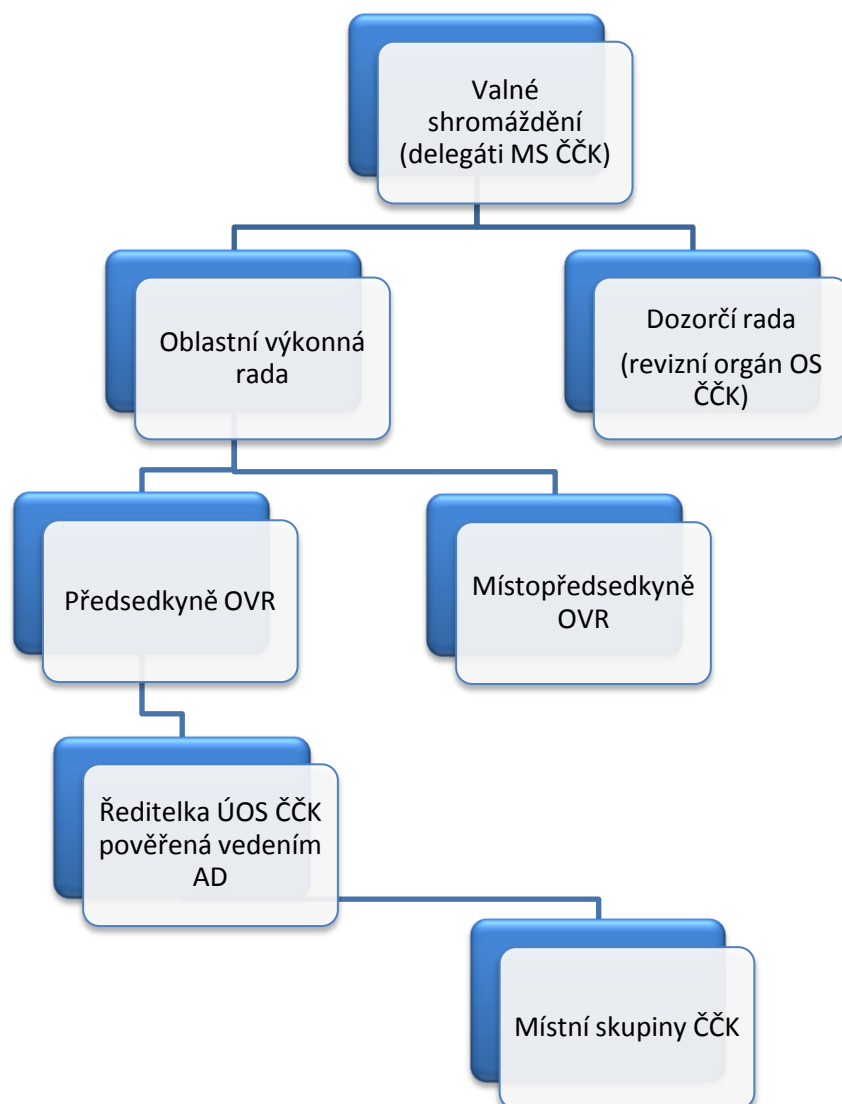 Valné
shromáždění
(delegáti MS ČČK)
Oblastní výkonná
rada
Dozorčí rada
(revizní orgán OS
ČČK)
Předsedkyně OVR
Místopředsedkyně
OVR
Ředitelka ÚOS ČČK
pověřená vedením
AD
Místní skupiny ČČK